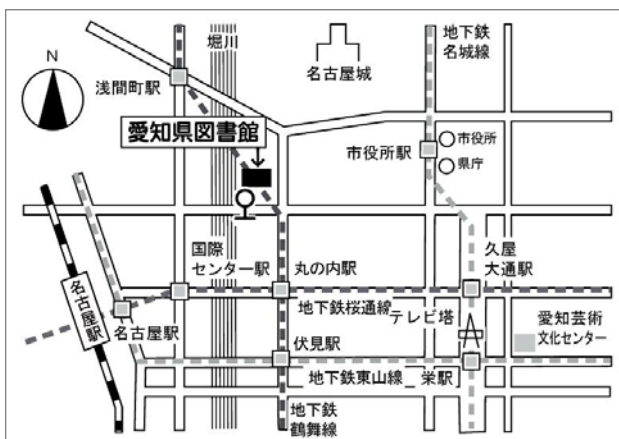 N
堀川
地下鉄
名城線
名古屋城
浅間町駅
愛知県図書館
市役所駅
市役所
県庁
国際
センター駅
丸の内駅
久屋
大通駅
名古屋駅
名古屋駅
地下鉄桜通線
テレビ塔
愛知芸術
文化センター
伏見駅
地下鉄東山線
栄駅
地下鉄
鶴舞線